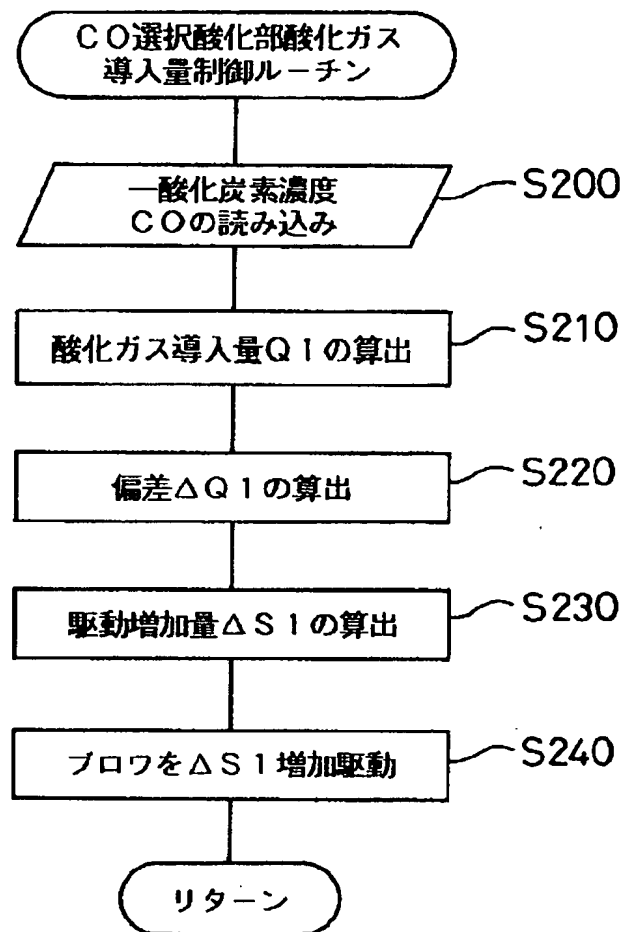 CO選択酸化部酸化ガス
導入量制御ルーチン
一酸化炭素濃度
COの読み込み
S200
酸化ガス導入量Q1の算出
S210
偏差△Q1の算出
S220
駆動増加量△S1の算出
S230
ブロワを△S1増加駆動
S240
リターン